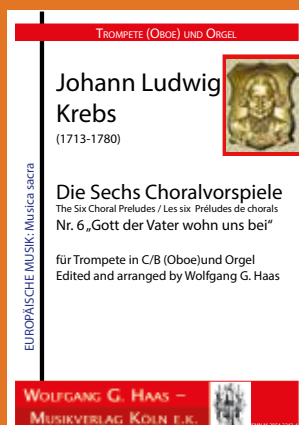 TROMPETE (OBOE) UND ORGEL
Johann Ludwig
Krebs
(1713-1780)
Die Sechs Choralvorspiele
The Six Choral Preludes / Les six Préludes de chorals
Nr. 6 „Gott der Vater wohn uns bei“
für Trompete in C/B (Oboe)und Orgel
Edited and arranged by Wolfgang G. Haas
EUROPÄISCHE MUSIK: Musica sacra
WOLFGANG G. HAAS –
MUSIKVERLAG KÖLN E.K.